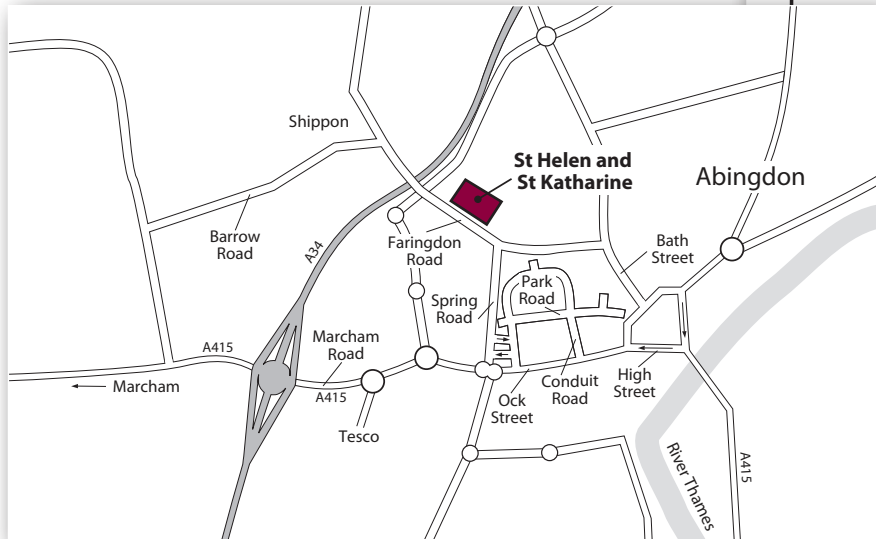 Shippon
St Helen and
St Katharine
Abingdon
Barrow
Road
A34
Faringdon
Road
Bath
Street
Park
Road
Spring
Road
A415
Marcham
Road
Marcham
A415
Tesco
Ock
Street
Conduit
Road
High
Street
River Thames
A415